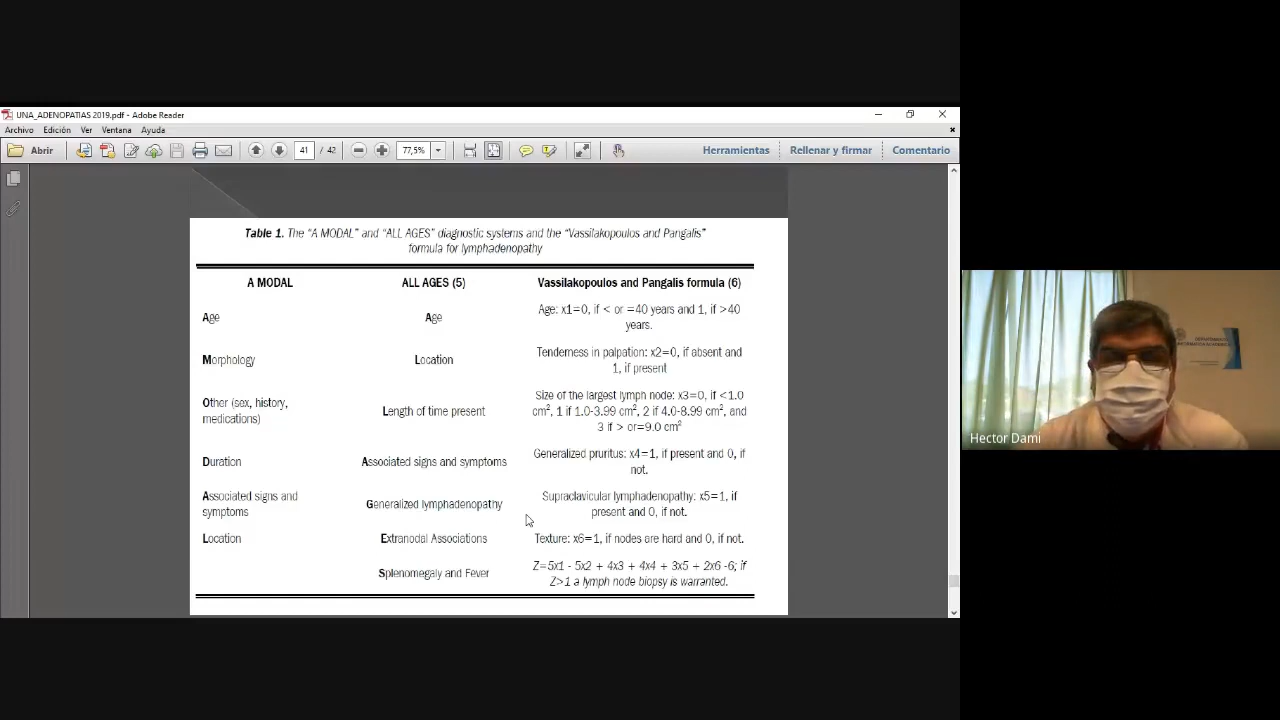 UNA_ADENOPATIAS 2019.pdf - Adobe Reader
Archivo Edición Ver Ventana Ayuda
Abrir 41 / 42 77,5% Herramientas Rellenar y firmar Comentario
Table 1. The "A MODAL" and "ALL AGES" diagnostic systems and the "Vassilakopoulos and Pangalis"
formula for lymphadenopathy
A MODAL ALL AGES (5) Vassilakopoulos and Pangalis formula (6)
Age Age Age: x1=0, if < or =40 years and 1, if >40
years.
Morphology Location Tenderness in palpation: x2=0, if absent and
1, if present
Other (sex, history,
medications)
Length of time present
Size of the largest lymph node: x3=0, if <1.0
cm², 1 if 1.0-3.99 cm², 2 if 4.0-8.99 cm², and
3 if > or=9.0 cm²
Duration Associated signs and symptoms Generalized pruritus: x4=1, if present and 0, if
not.
Associated signs and
symptoms
Generalized lymphadenopathy
Supraclavicular lymphadenopathy: x5=1, if
present and 0, if not.
Location Extranodal Associations Texture: x6=1, if nodes are hard and 0, if not.
Splenomegaly and Fever Z=5x1 - 5x2 + 4x3 + 4x4 + 3x5 + 2x6 -6; if
Z>1 a lymph node biopsy is warranted.
Hector Dami